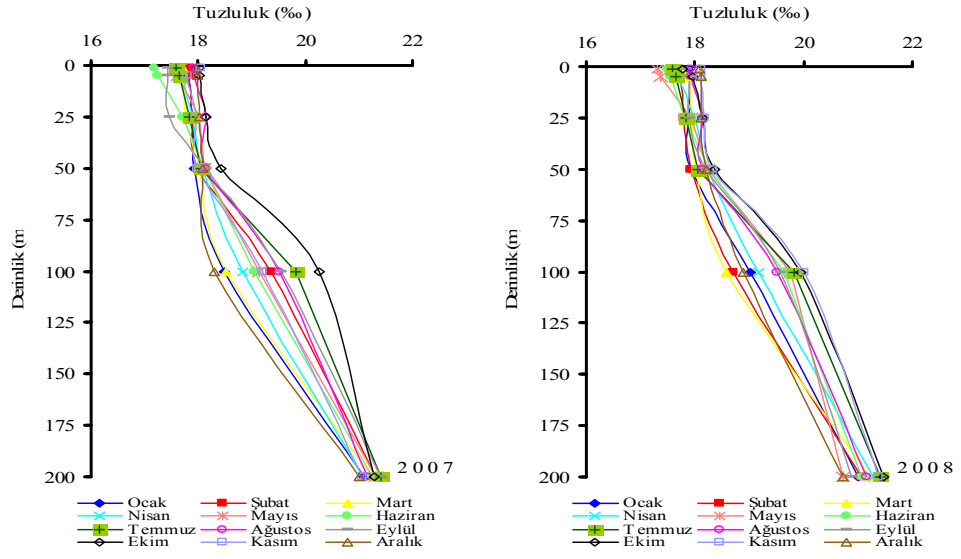 Tuzluluk (‰)
16 18 20 22
0
25
50
75
100
125
150
175
200
Derinlik (m
2007
Ocak Şubat Mart
Nisan Mayıs Haziran
Temmuz Ağustos Eylül
Ekim Kasım Aralık
Tuzluluk (‰)
16 18 20 22
0
25
50
75
100
125
150
175
200
Derinlik (m
2008
Ocak Şubat Mart
Nisan Mayıs Haziran
Temmuz Ağustos Eylül
Ekim Kasım Aralık